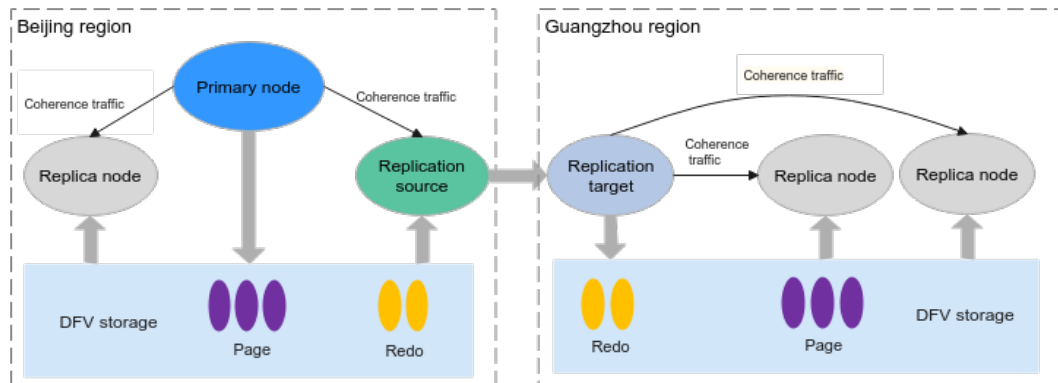 Beijing region
Primary node
Coherence traffic
Coherence traffic
Replica node
Replication
source
DFV storage
Page
Redo
Guangzhou region
Coherence traffic
Coherence
traffic
Replication
target
Replica node
Replica node
Redo
Page
DFV storage